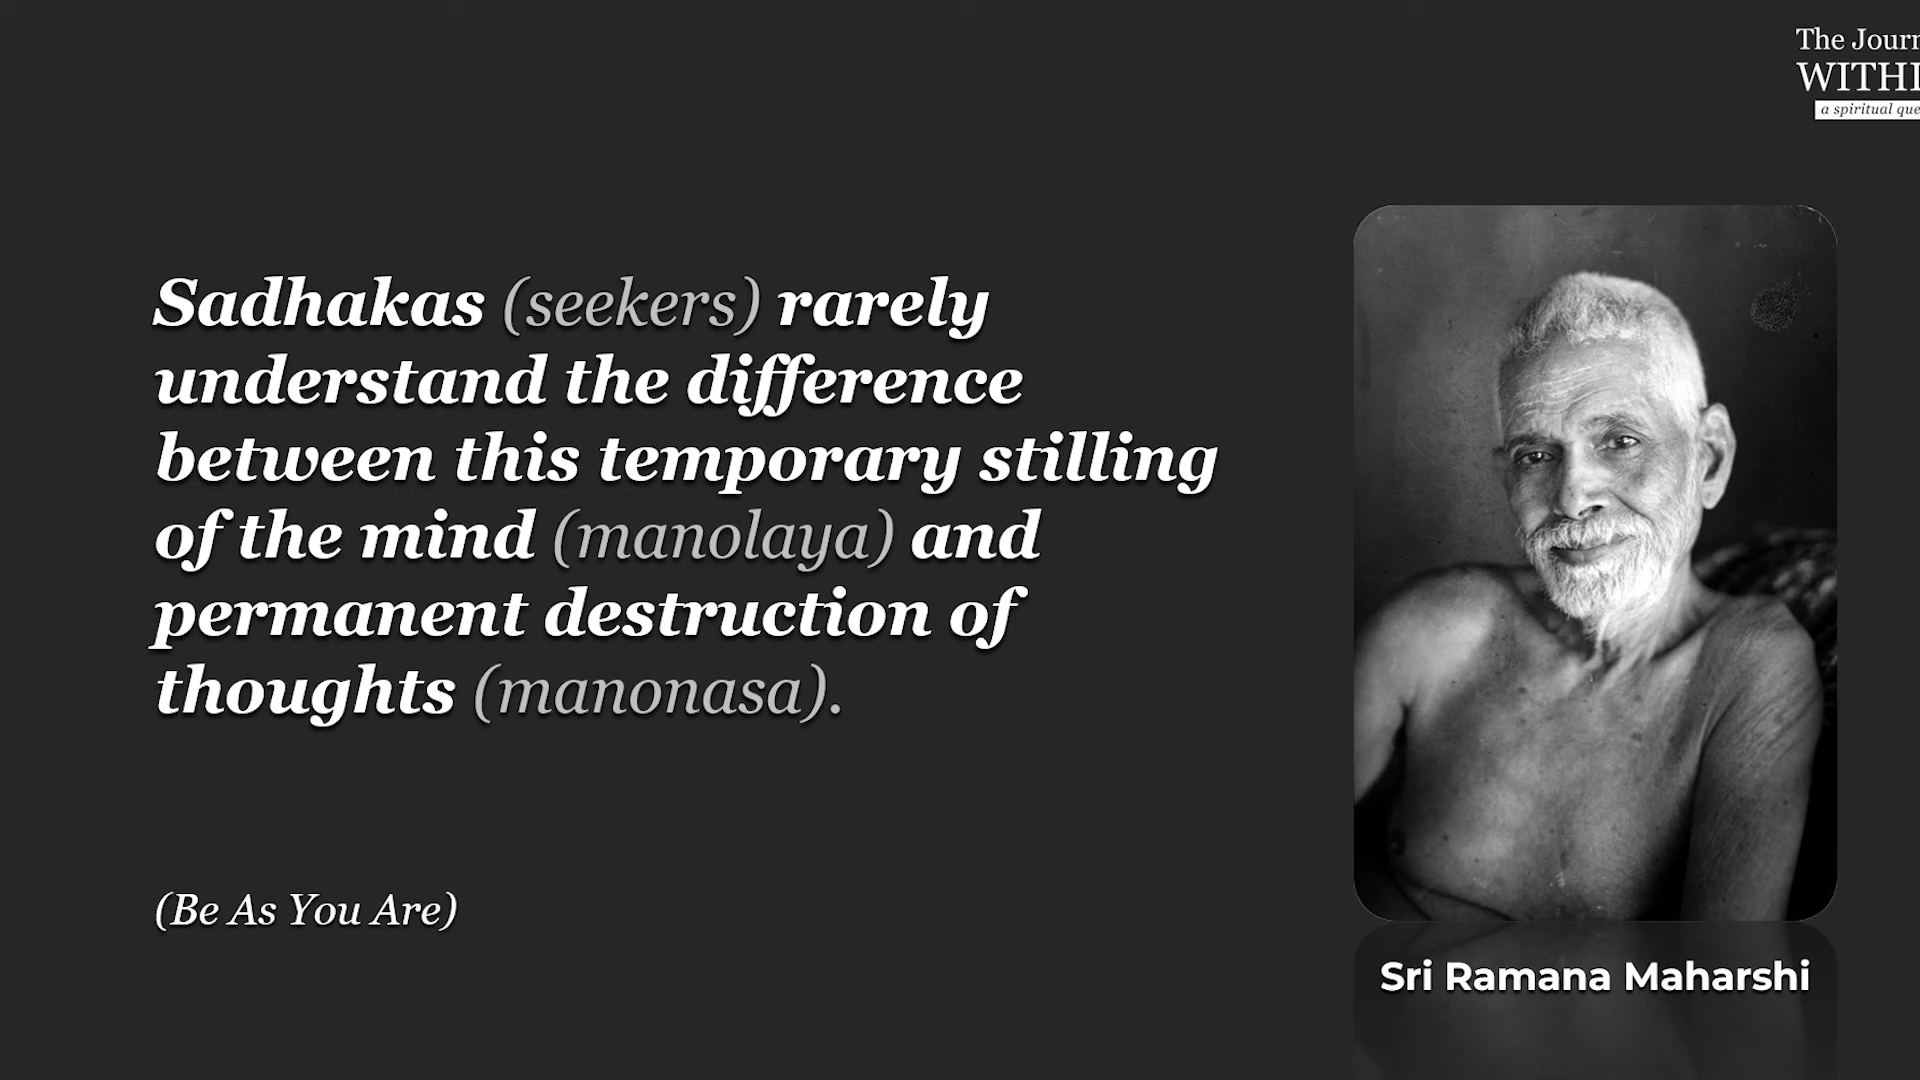 The Journ
WITHI
a spiritual que
Sadhakas (seekers) rarely
understand the difference
between this temporary stilling
of the mind (manolaya) and
permanent destruction of
thoughts (manonasa).
(Be As You Are)
Sri Ramana Maharshi